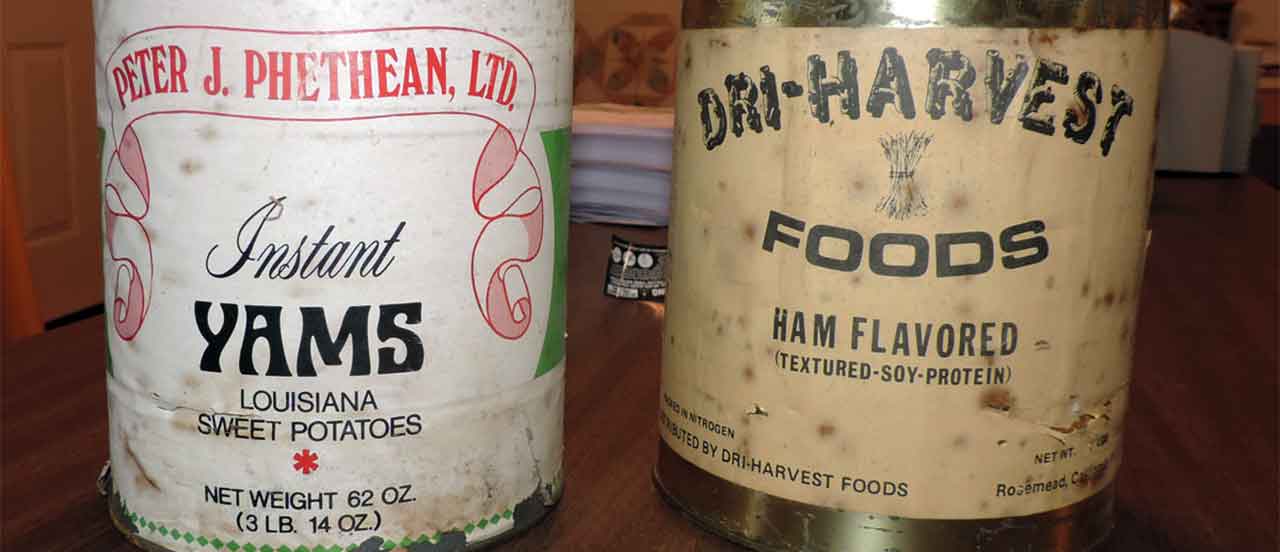 PETER J. PHETHEAN, LTD.
Instant
YAMS
LOUISIANA
SWEET POTATOES
*
NET WEIGHT 62 OZ.
(3 LB. 14 OZ.)
DRI-HARVEST
FOODS
HAM FLAVORED
(TEXTURED-SOY-PROTEIN)
IN NITROGEN
BY DRI-HARVEST FOODS
NET WT.
Rosemead,